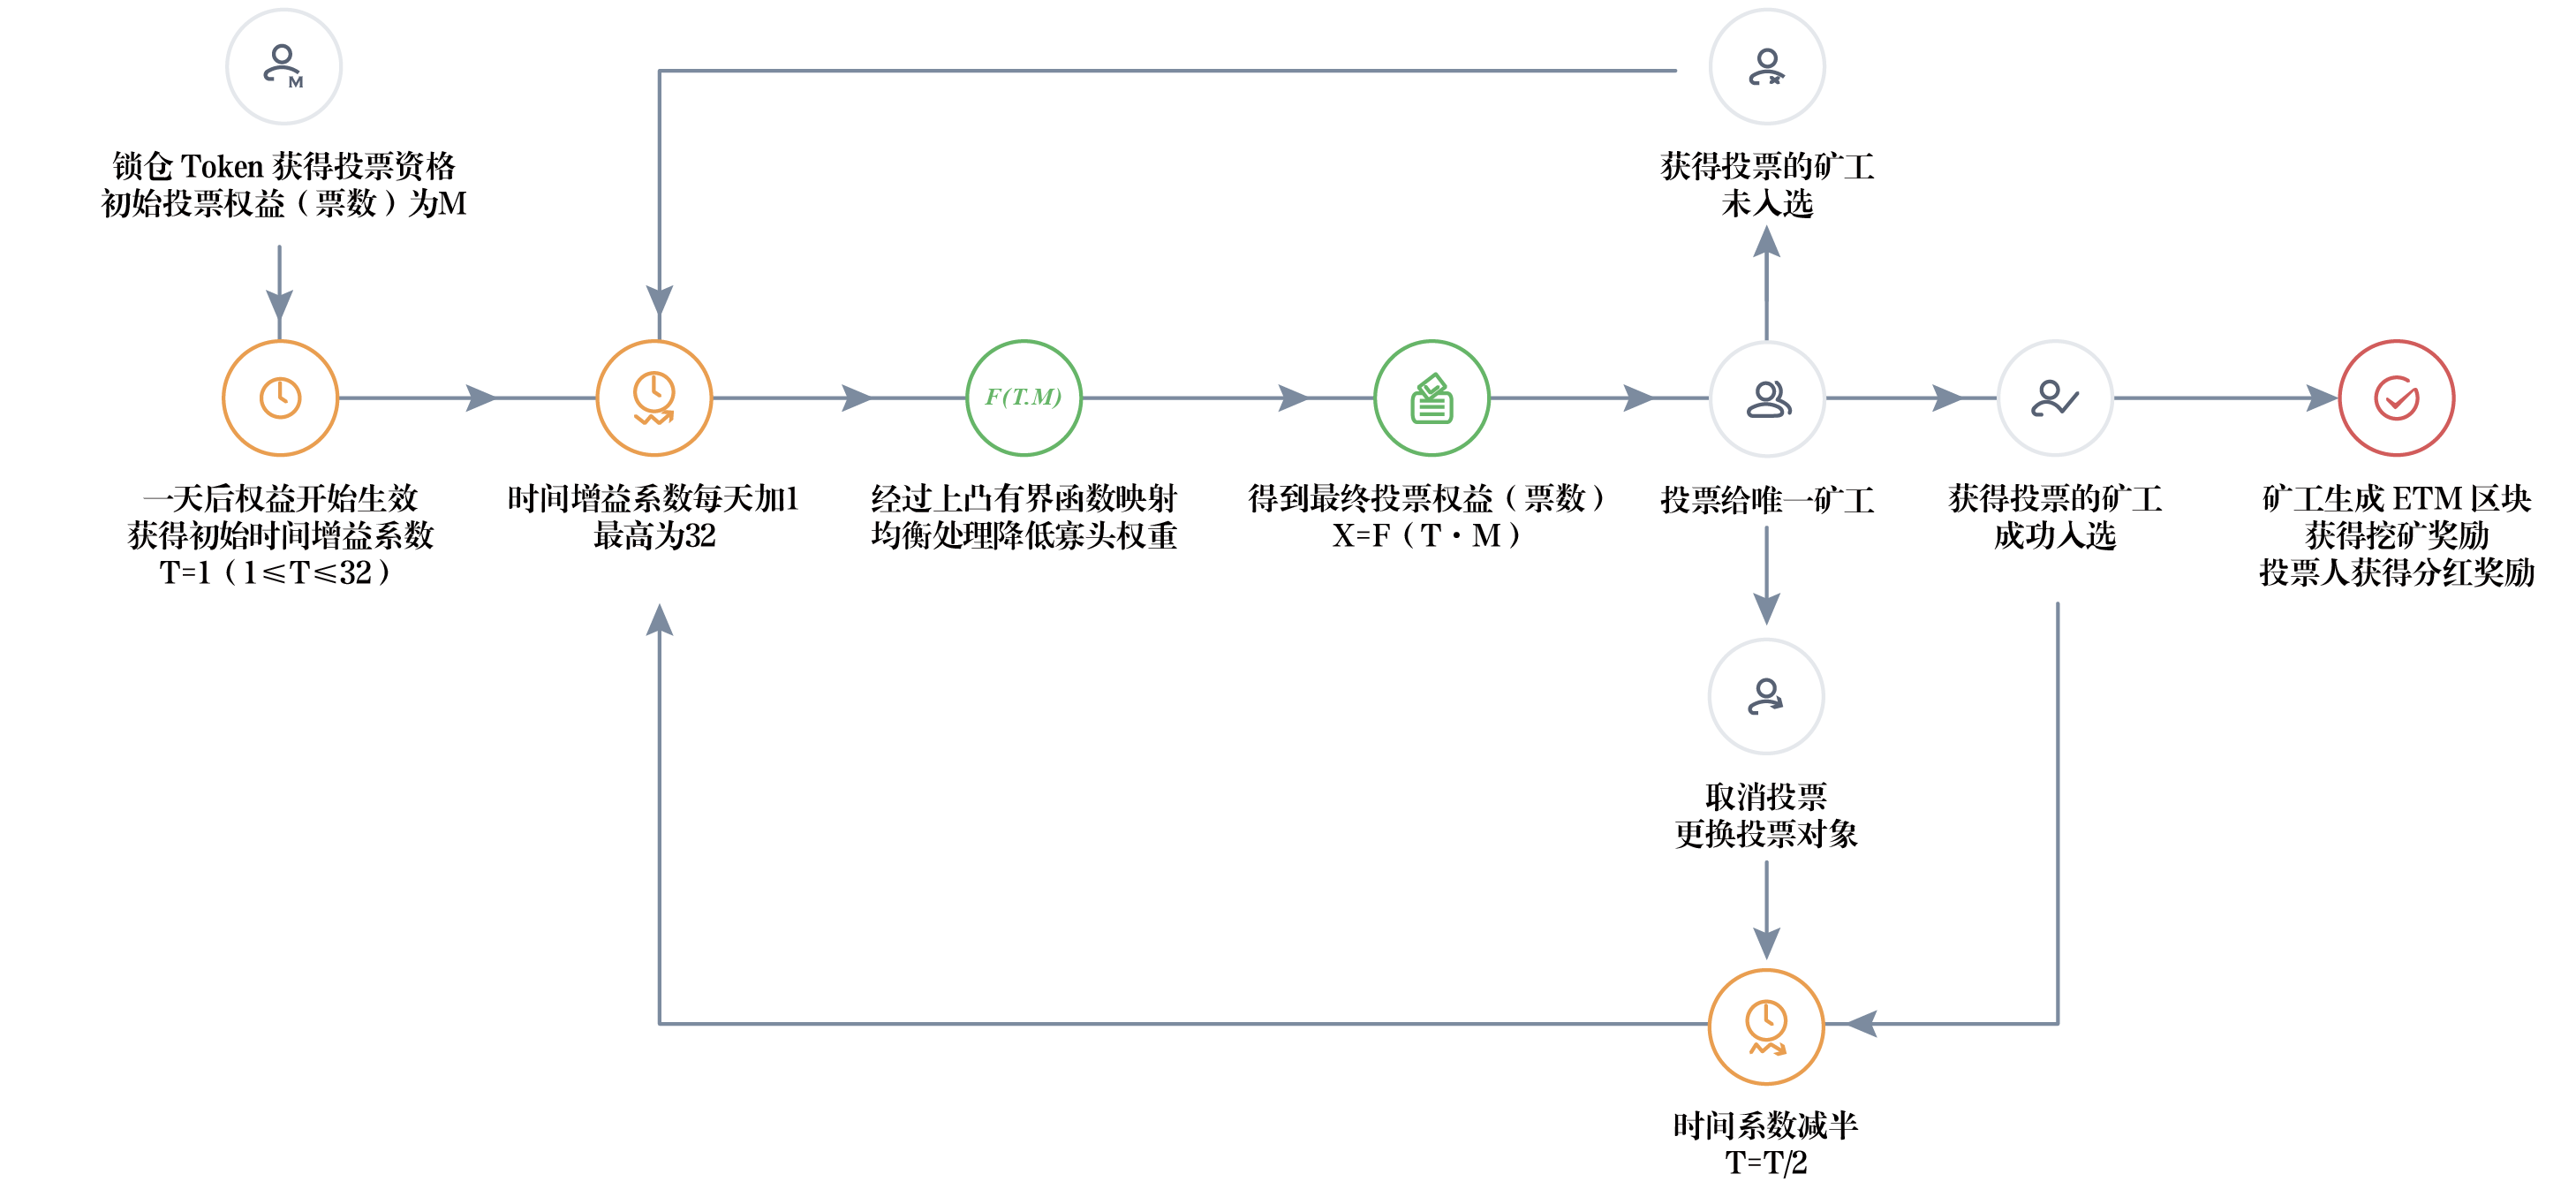 M
锁仓 Token 获得投票资格
初始投票权益（票数）为M
获得投票的矿工
未入选
F(T.M)
一天后权益开始生效
获得初始时间增益系数
T=1（1≤T≤32）
时间增益系数每天加1
最高为32
经过上凸有界函数映射
均衡处理降低寡头权重
得到最终投票权益（票数）
X=F（T·M）
投票给唯一矿工
获得投票的矿工
成功入选
矿工生成 ETM 区块
获得挖矿奖励
投票人获得分红奖励
取消投票
更换投票对象
时间系数减半
T=T/2